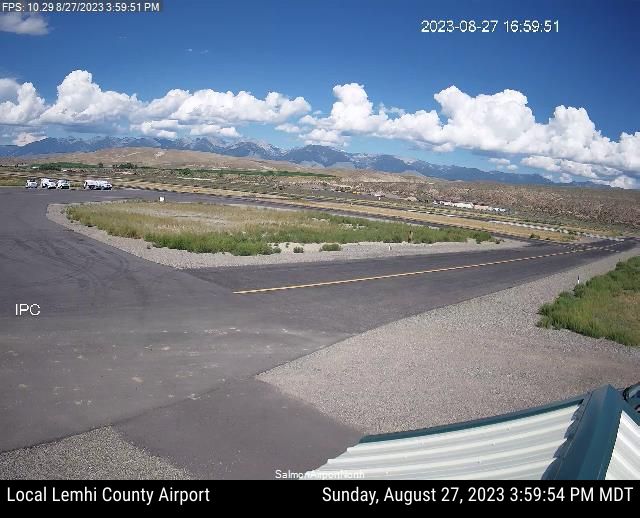 FPS: 10.29 8/27/2023 3:59:51 PM
2023-08-27 16:59:51
IPC
Local Lemhi County Airport
Sunday, August 27, 2023 3:59:54 PM MDT